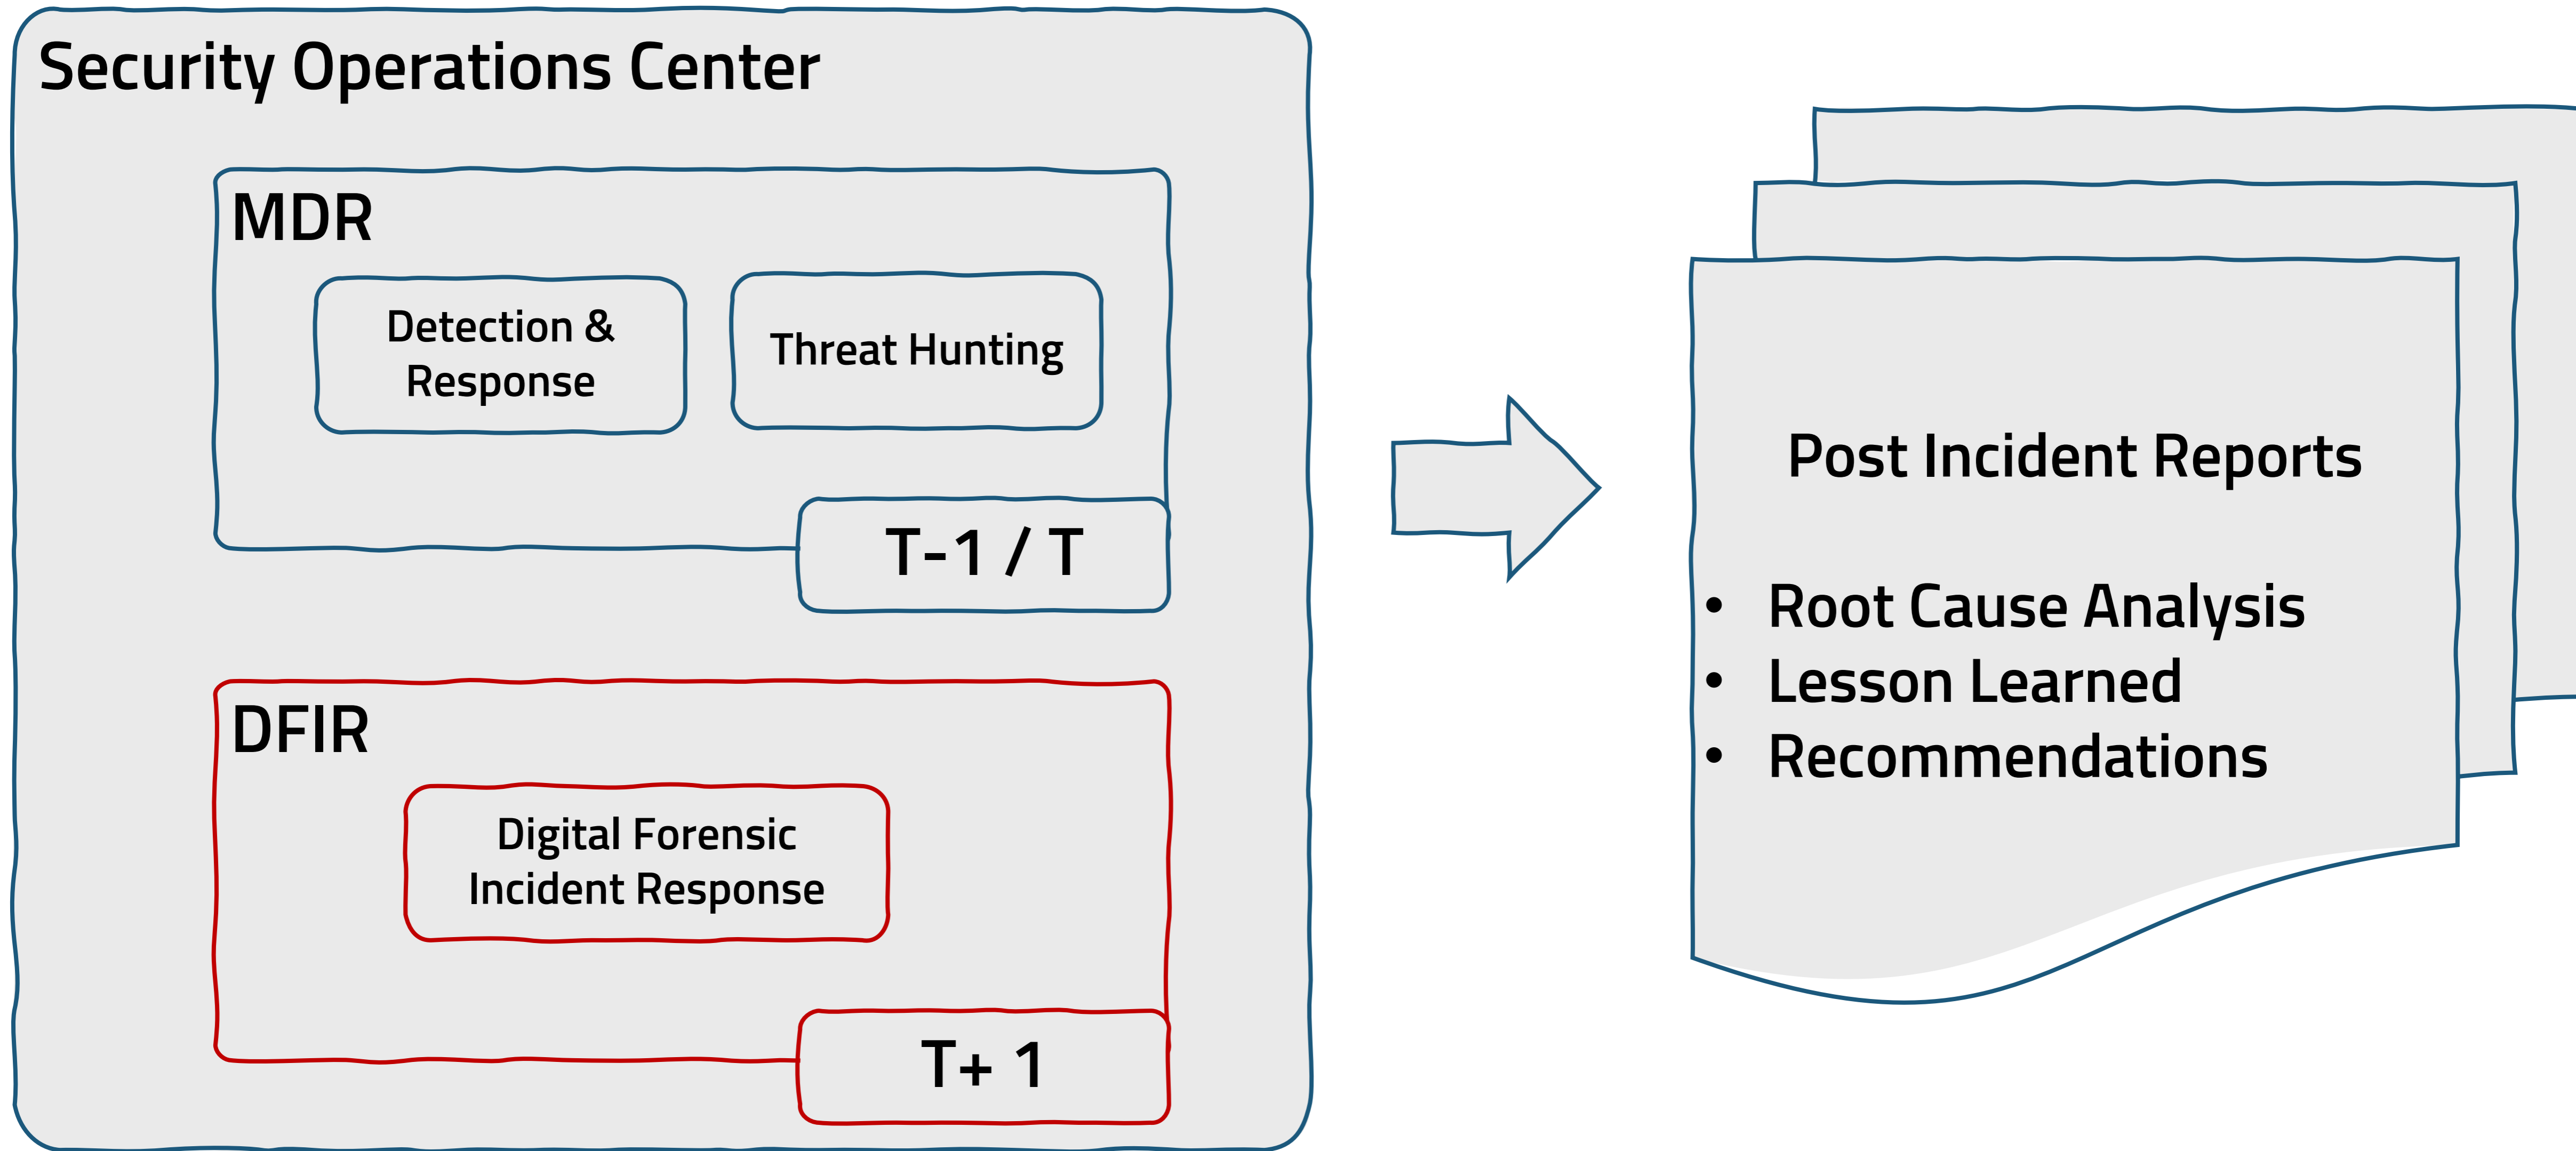 Security Operations Center
MDR
Detection &
Response
Threat Hunting
T-1 / T
DFIR
Digital Forensic
Incident Response
T+ 1
Post Incident Reports
• Root Cause Analysis
• Lesson Learned
• Recommendations